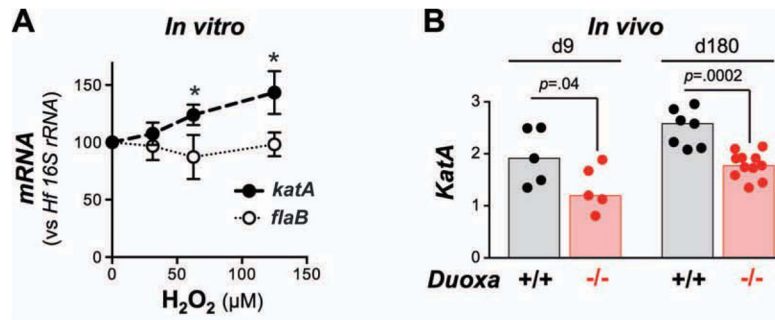 A
In vitro
* *
mRNA
(vs Hf 16S rRNA)
150
100
50
0
katA
flaB
0 50 100 150
H₂O₂ (µM)
B
In vivo
d9 d180
p=.04 p=.0002
KatA
3
2
1
0
Duoxa +/+ -/- +/+ -/-